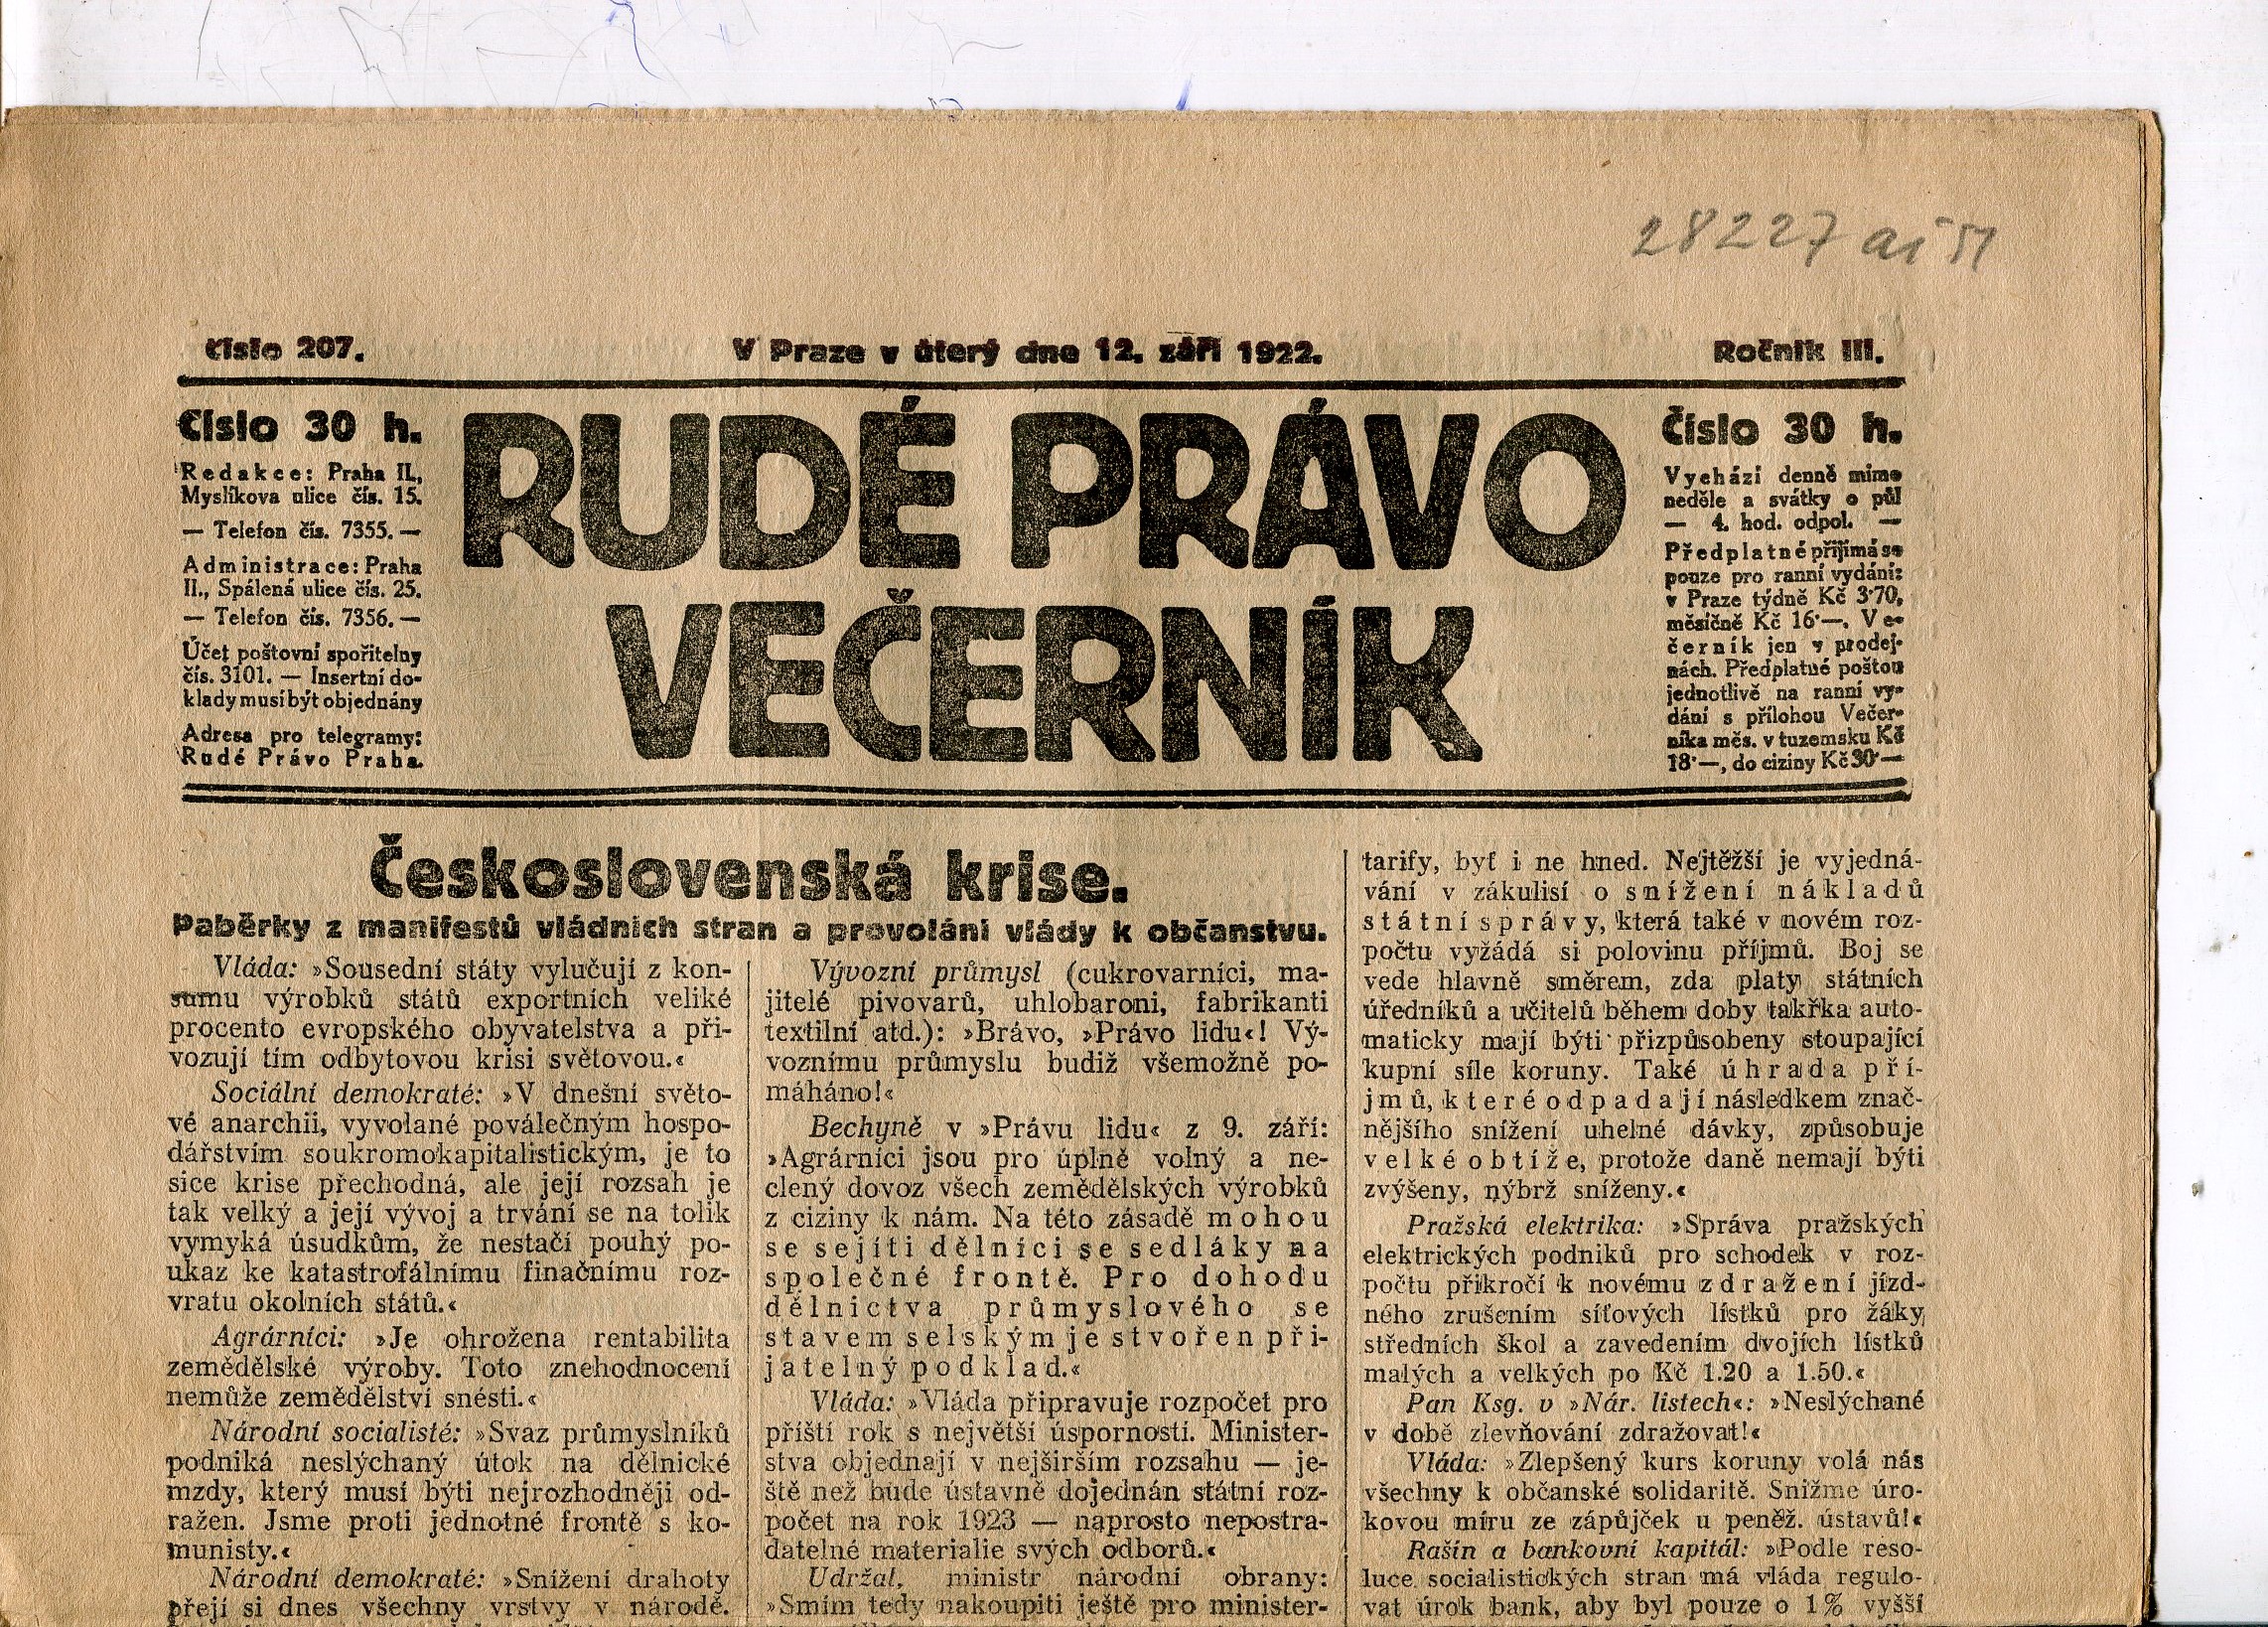 28227 ai 51
Číslo 207.
V Praze v úterý dne 12. září 1922.
Ročník III.
Číslo 30 h.
Redakce: Praha II.,
Myslíkova ulice čís. 15.
— Telefon čís. 7355. —
Administrace: Praha
II., Spálená ulice čís. 25.
— Telefon čís. 7356. —
Účet poštovní spořitelny
čís. 3101. — Insertní do-
klady musí být objednány
Adresa pro telegramy:
Rudé Právo Praha.
RUDÉ PRÁVO
VEČERNÍK
Číslo 30 h.
Vychází denně mimo
neděle a svátky o půl
— 4. hod. odpol. —
Předplatné přijímá se
pouze pro ranní vydání:
v Praze týdně Kč 3·70,
měsíčně Kč 16·—. Ve-
černík jen v prodej-
nách. Předplatné poštou
jednotlivě na ranní vy-
dání s přílohou Večer-
níka měs. v tuzemsku Kč
18·—, do ciziny Kč 30·—
Československá krise.
Paběrky z manifestů vládních stran a provolání vlády k občanstvu.
Vláda: »Sousední státy vylučují z kon-
sumu výrobků států exportních veliké
procento evropského obyvatelstva a při-
vozují tím odbytovou krisi světovou.«
Sociální demokraté: »V dnešní světo-
vé anarchii, vyvolané poválečným hospo-
dářstvím soukromokapitalistickým, je to
sice krise přechodná, ale její rozsah je
tak velký a její vývoj a trvání se na tolik
vymyká úsudkům, že nestačí pouhý po-
ukaz ke katastrofálnímu finačnímu roz-
vratu okolních států.«
Agrárníci: »Je ohrožena rentabilita
zemědělské výroby. Toto znehodnocení
nemůže zemědělství snésti.«
Národní socialisté: »Svaz průmyslníků
podniká neslýchaný útok na dělnické
mzdy, který musí býti nejrozhodněji od-
ražen. Jsme proti jednotné frontě s ko-
munisty.«
Národní demokraté: »Snížení drahoty
přejí si dnes všechny vrstvy v národě.
Vývozní průmysl (cukrovarníci, ma-
jitelé pivovarů, uhlobaroni, fabrikanti
textilní atd.): »Brávo, »Právo lidu«! Vý-
voznímu průmyslu budiž všemožně po-
máháno!«
Bechyně v »Právu lidu« z 9. září:
»Agrárníci jsou pro úplně volný a ne-
clený dovoz všech zemědělských výrobků
z ciziny k nám. Na této zásadě mohou
se sejíti dělníci se sedláky na
společné frontě. Pro dohodu
dělnictva průmyslového se
stavem selským je stvořen při-
jatelný podklad.«
Vláda: »Vláda připravuje rozpočet pro
příští rok s největší úsporností. Minister-
stva objednají v nejširším rozsahu — je-
ště než bude ústavně dojednán státní roz-
počet na rok 1923 — naprosto nepostra-
datelné materialie svých odborů.«
Udržal, ministr národní obrany:
»Smím tedy nakoupiti ještě pro minister-
tarify, byť i ne hned. Nejtěžší je vyjedná-
vání v zákulisí o snížení nákladů
státní správy, která také v novém roz-
počtu vyžádá si polovinu příjmů. Boj se
vede hlavně směrem, zda platy státních
úředníků a učitelů během doby takřka auto-
maticky mají býti přizpůsobeny stoupající
kupní síle koruny. Také úhrada pří-
jmů, které odpadají následkem znač-
nějšího snížení uhelné dávky, způsobuje
velké obtíže, protože daně nemají býti
zvýšeny, nýbrž sníženy.«
Pražská elektrika: »Správa pražských
elektrických podniků pro schodek v roz-
počtu přikročí k novému zdražení jízd-
ného zrušením síťových lístků pro žáky
středních škol a zavedením dvojích lístků
malých a velkých po Kč 1.20 a 1.50.«
Pan Ksg. v »Nár. listech«: »Neslýchané
v době zlevňování zdražovat!«
Vláda: »Zlepšený kurs koruny volá nás
všechny k občanské solidaritě. Snižme úro-
kovou míru ze zápůjček u peněž. ústavů!«
Rašín a bankovní kapitál: »Podle reso-
luce socialistických stran má vláda regulo-
vat úrok bank, aby byl pouze o 1% vyšší